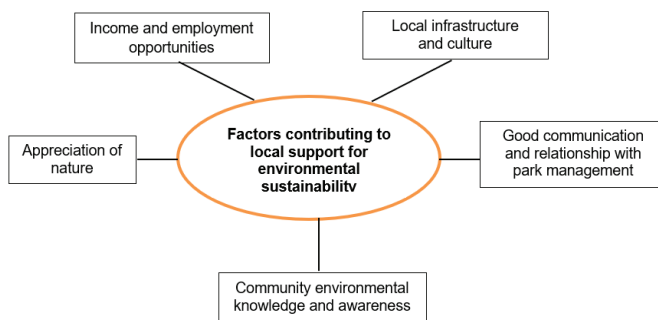 Income and employment
opportunities
Local infrastructure
and culture
Factors contributing to
local support for
environmental
sustainability
Appreciation of
nature
Good communication
and relationship with
park management
Community environmental
knowledge and awareness